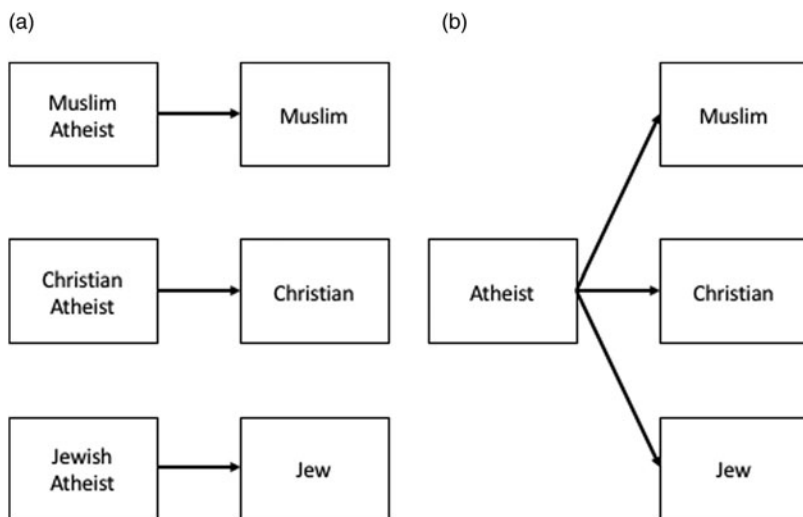 (a)
Muslim
Atheist
Muslim
Christian
Atheist
Christian
Jewish
Atheist
Jew
(b)
Muslim
Atheist
Christian
Jew